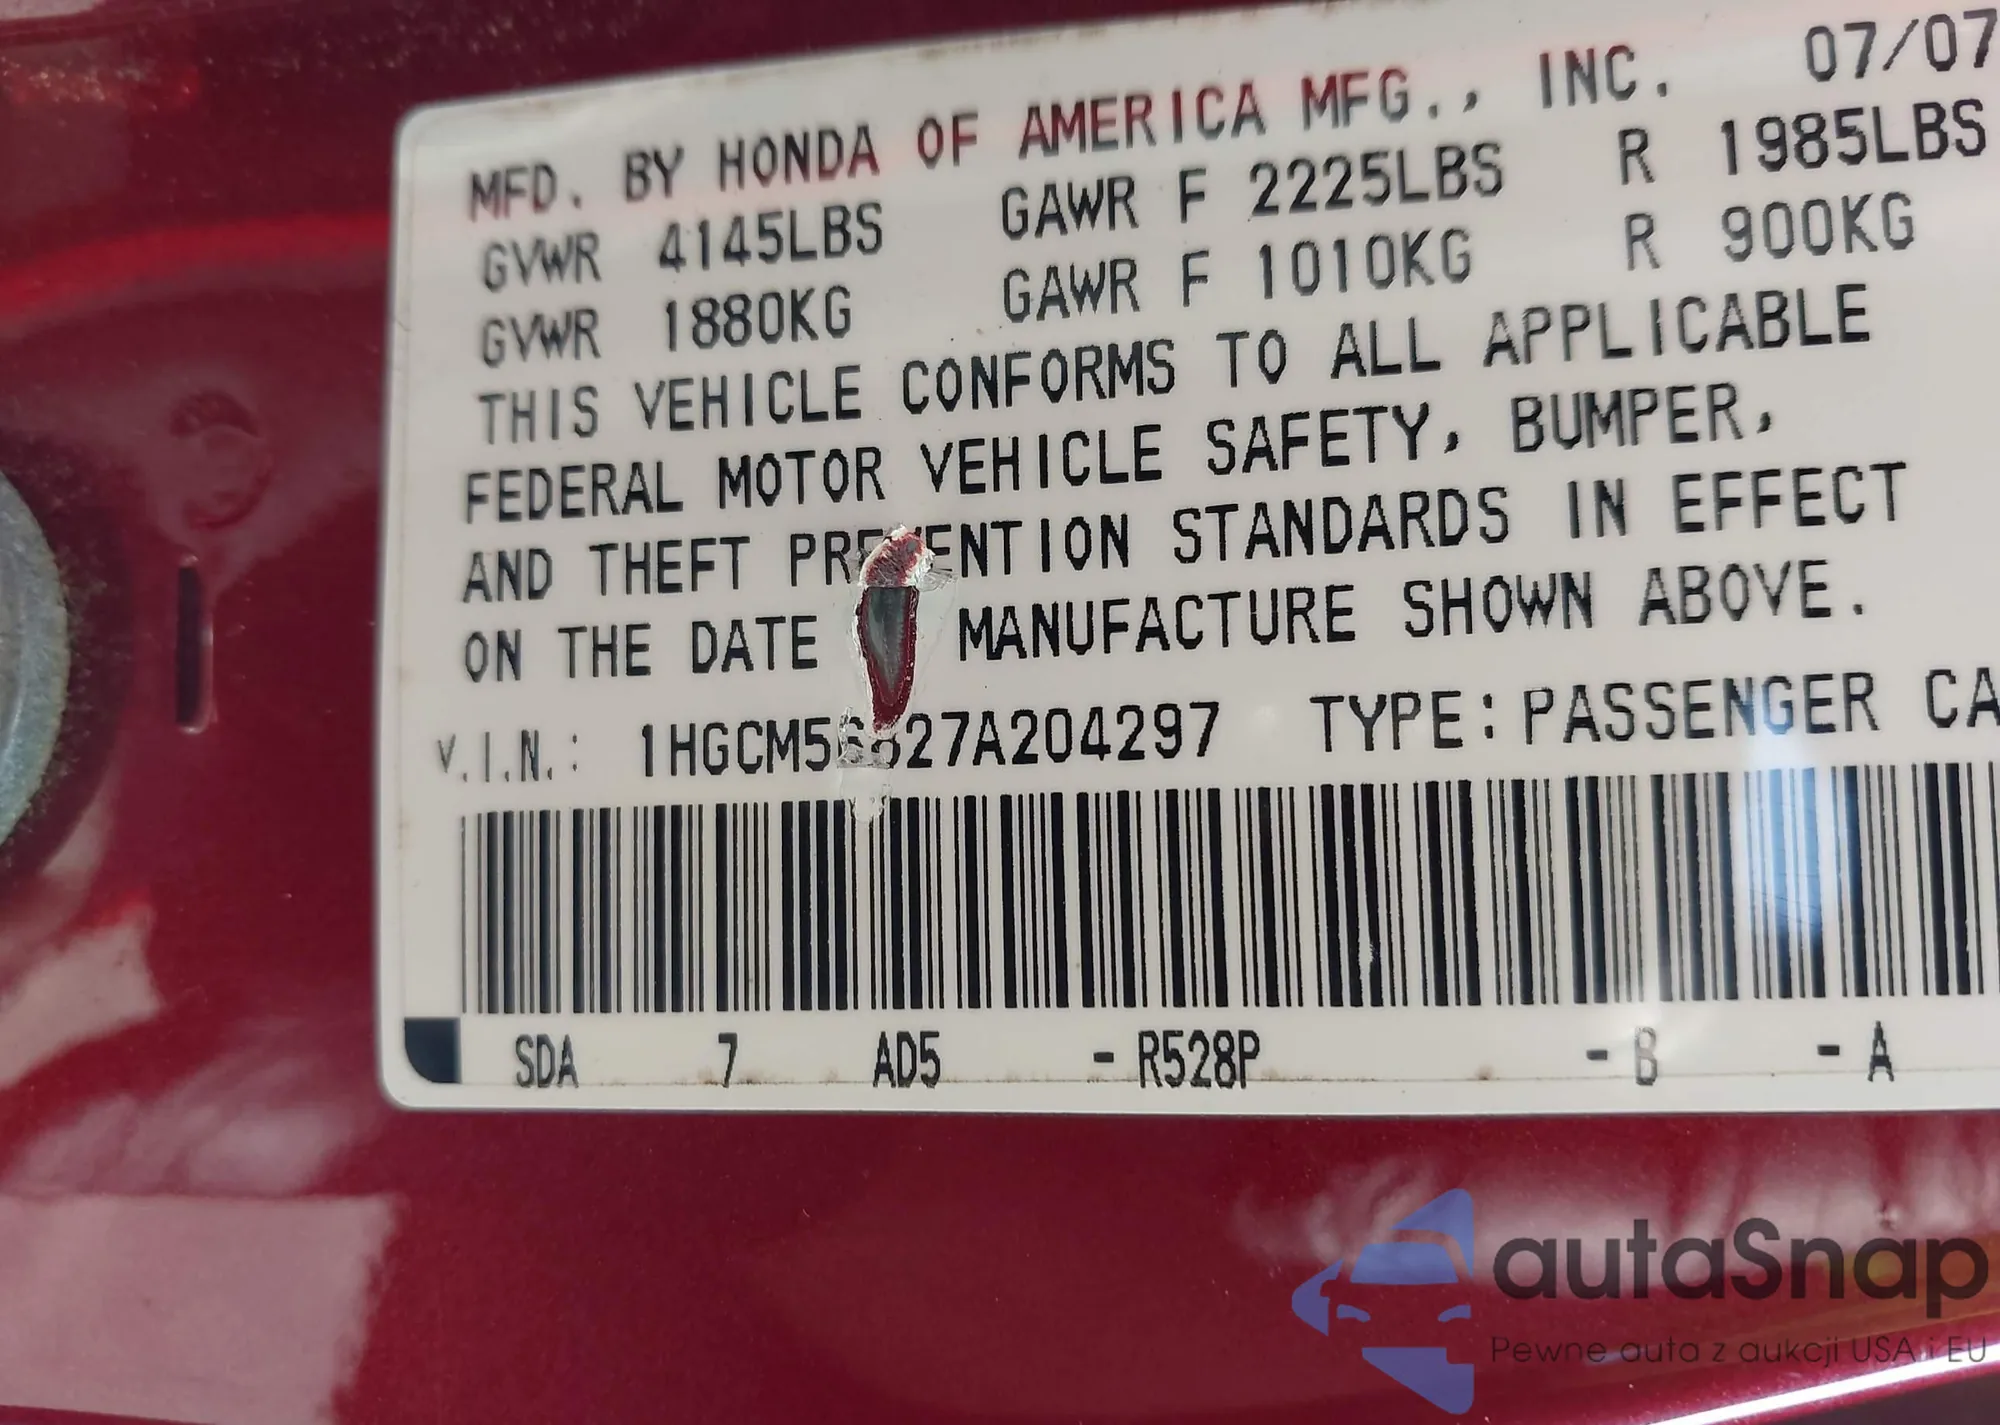 MFD. BY HONDA OF AMERICA MFG., INC. 07/07
GVWR 4145LBS GAWR F 2225LBS R 1985LBS
GVWR 1880KG GAWR F 1010KG R 900KG
THIS VEHICLE CONFORMS TO ALL APPLICABLE
FEDERAL MOTOR VEHICLE SAFETY, BUMPER,
AND THEFT PREVENTION STANDARDS IN EFFECT
ON THE DATE MANUFACTURE SHOWN ABOVE.
V.I.N.: 1HGCM56827A204297 TYPE: PASSENGER CA
SDA 7 AD5 - R528P - B - A
autaSnap
Pewne auta z aukcji USA i EU